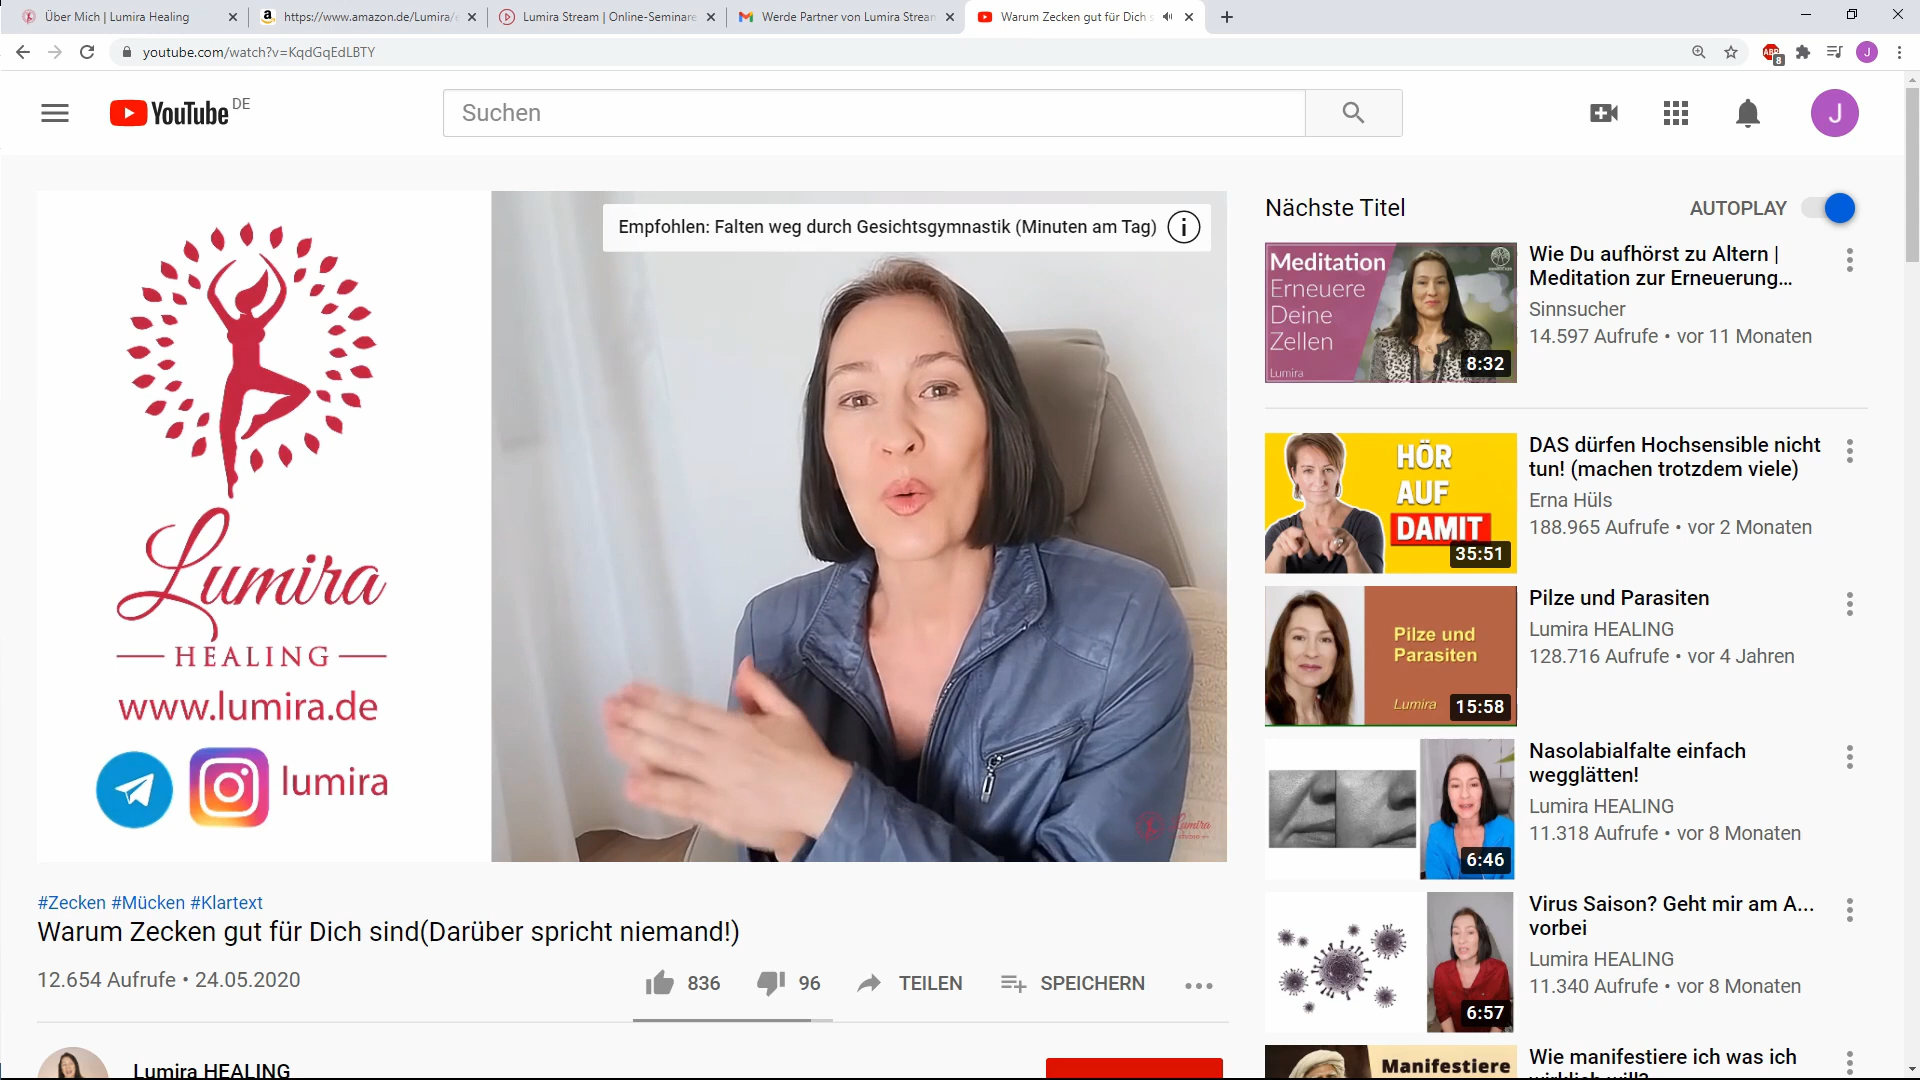 Über Mich | Lumira Healing
https://www.amazon.de/Lumira/e
Lumira Stream | Online-Seminare
Werde Partner von Lumira Stream
Warum Zecken gut für Dich s
youtube.com/watch?v=KqdGqEdLBTY
ABP
8
J
YouTube DE
Suchen
J
Empfohlen: Falten weg durch Gesichtsgymnastik (Minuten am Tag)
Lumira
HEALING
www.lumira.de
lumira
Lumira
#Zecken #Mücken #Klartext
Warum Zecken gut für Dich sind(Darüber spricht niemand!)
12.654 Aufrufe • 24.05.2020
836
96
TEILEN
SPEICHERN
Lumira HEALING
Nächste Titel
AUTOPLAY
Meditation
Erneuere
Deine
Zellen
Lumira
8:32
Wie Du aufhörst zu Altern |
Meditation zur Erneuerung...
Sinnsucher
14.597 Aufrufe • vor 11 Monaten
HÖR
AUF
DAMIT
35:51
DAS dürfen Hochsensible nicht
tun! (machen trotzdem viele)
Erna Hüls
188.965 Aufrufe • vor 2 Monaten
Pilze und
Parasiten
Lumira
15:58
Pilze und Parasiten
Lumira HEALING
128.716 Aufrufe • vor 4 Jahren
6:46
Nasolabialfalte einfach
wegglätten!
Lumira HEALING
11.318 Aufrufe • vor 8 Monaten
6:57
Virus Saison? Geht mir am A...
vorbei
Lumira HEALING
11.340 Aufrufe • vor 8 Monaten
Manifestiere
Wie manifestiere ich was ich
wirklich will?